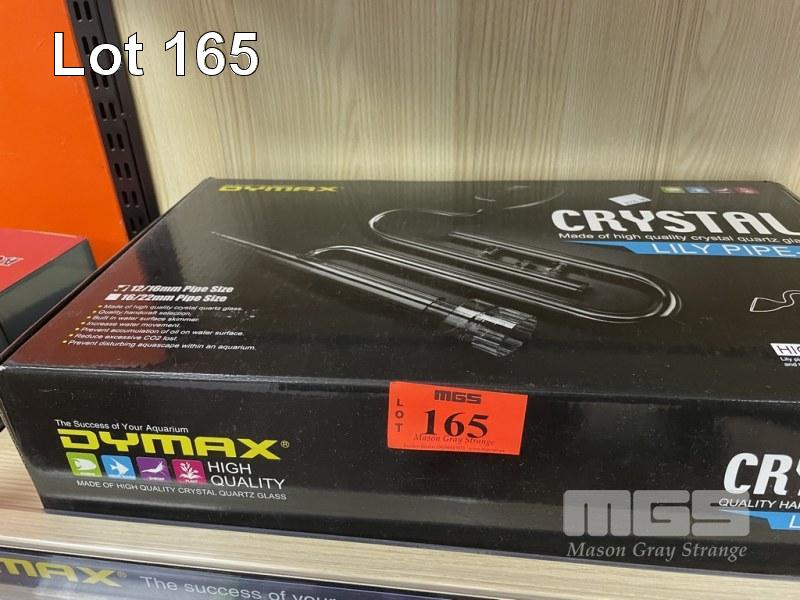 Lot 165
DYMAX
CRYSTAL
Made of high quality crystal quartz
LILY PIPE
12/16mm Pipe Size
16/22mm Pipe Size
Made of high quality crystal quartz glass.
Quality handcraft selection.
Built in water surface skimmer.
Increase water movement.
Prevent accumulation of oil on water surface.
Reduce excessive CO2 lost.
Prevent disturbing aquascape within an aquarium.
LOT
MGS
165
Mason Gray Strange
The Success of Your Aquarium
DYMAX®
HIGH
QUALITY
MADE OF HIGH QUALITY CRYSTAL QUARTZ GLASS
QUALITY
MGS
Mason Gray Strange
The success of your